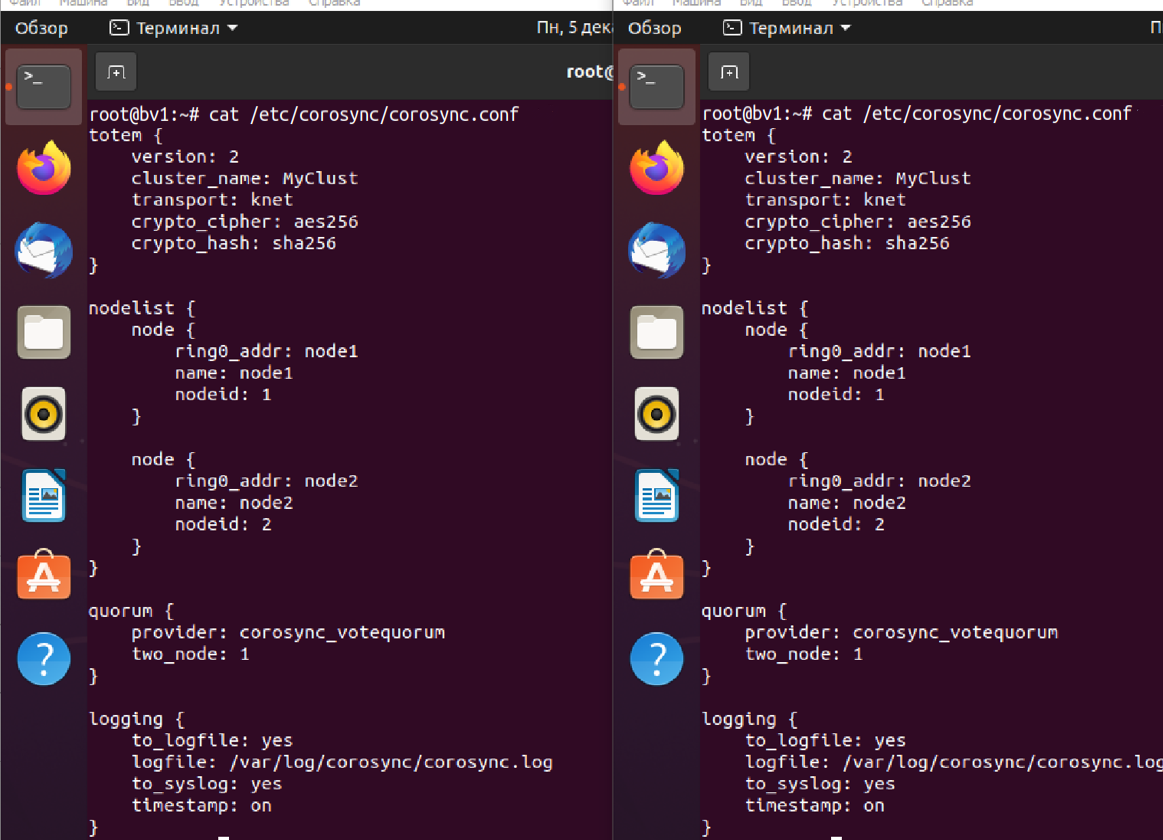 Файл Машина Вид Ввод Устройства Справка
Обзор Терминал Пн, 5 дека
root@
root@bv1:~# cat /etc/corosync/corosync.conf
totem {
    version: 2
    cluster_name: MyClust
    transport: knet
    crypto_cipher: aes256
    crypto_hash: sha256
}
nodelist {
    node {
        ring0_addr: node1
        name: node1
        nodeid: 1
    }
    node {
        ring0_addr: node2
        name: node2
        nodeid: 2
    }
}
quorum {
    provider: corosync_votequorum
    two_node: 1
}
logging {
    to_logfile: yes
    logfile: /var/log/corosync/corosync.log
    to_syslog: yes
    timestamp: on
}
Файл Машина Вид Ввод Устройства Справка
Обзор Терминал П
root@bv1:~# cat /etc/corosync/corosync.conf
totem {
    version: 2
    cluster_name: MyClust
    transport: knet
    crypto_cipher: aes256
    crypto_hash: sha256
}
nodelist {
    node {
        ring0_addr: node1
        name: node1
        nodeid: 1
    }
    node {
        ring0_addr: node2
        name: node2
        nodeid: 2
    }
}
quorum {
    provider: corosync_votequorum
    two_node: 1
}
logging {
    to_logfile: yes
    logfile: /var/log/corosync/corosync.log
    to_syslog: yes
    timestamp: on
}